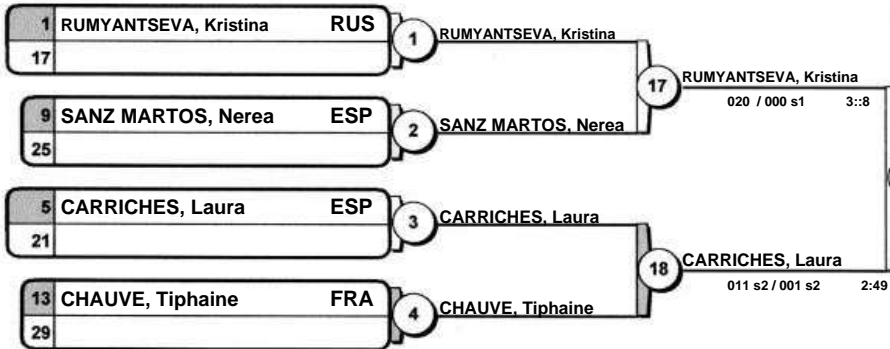 1 RUMYANTSEVA, Kristina RUS
17
1 RUMYANTSEVA, Kristina
17 RUMYANTSEVA, Kristina
020 / 000 s1 3::8
9 SANZ MARTOS, Nerea ESP
25
2 SANZ MARTOS, Nerea
5 CARRICHES, Laura ESP
21
3 CARRICHES, Laura
18 CARRICHES, Laura
011 s2 / 001 s2 2:49
13 CHAUVE, Tiphaine FRA
29
4 CHAUVE, Tiphaine